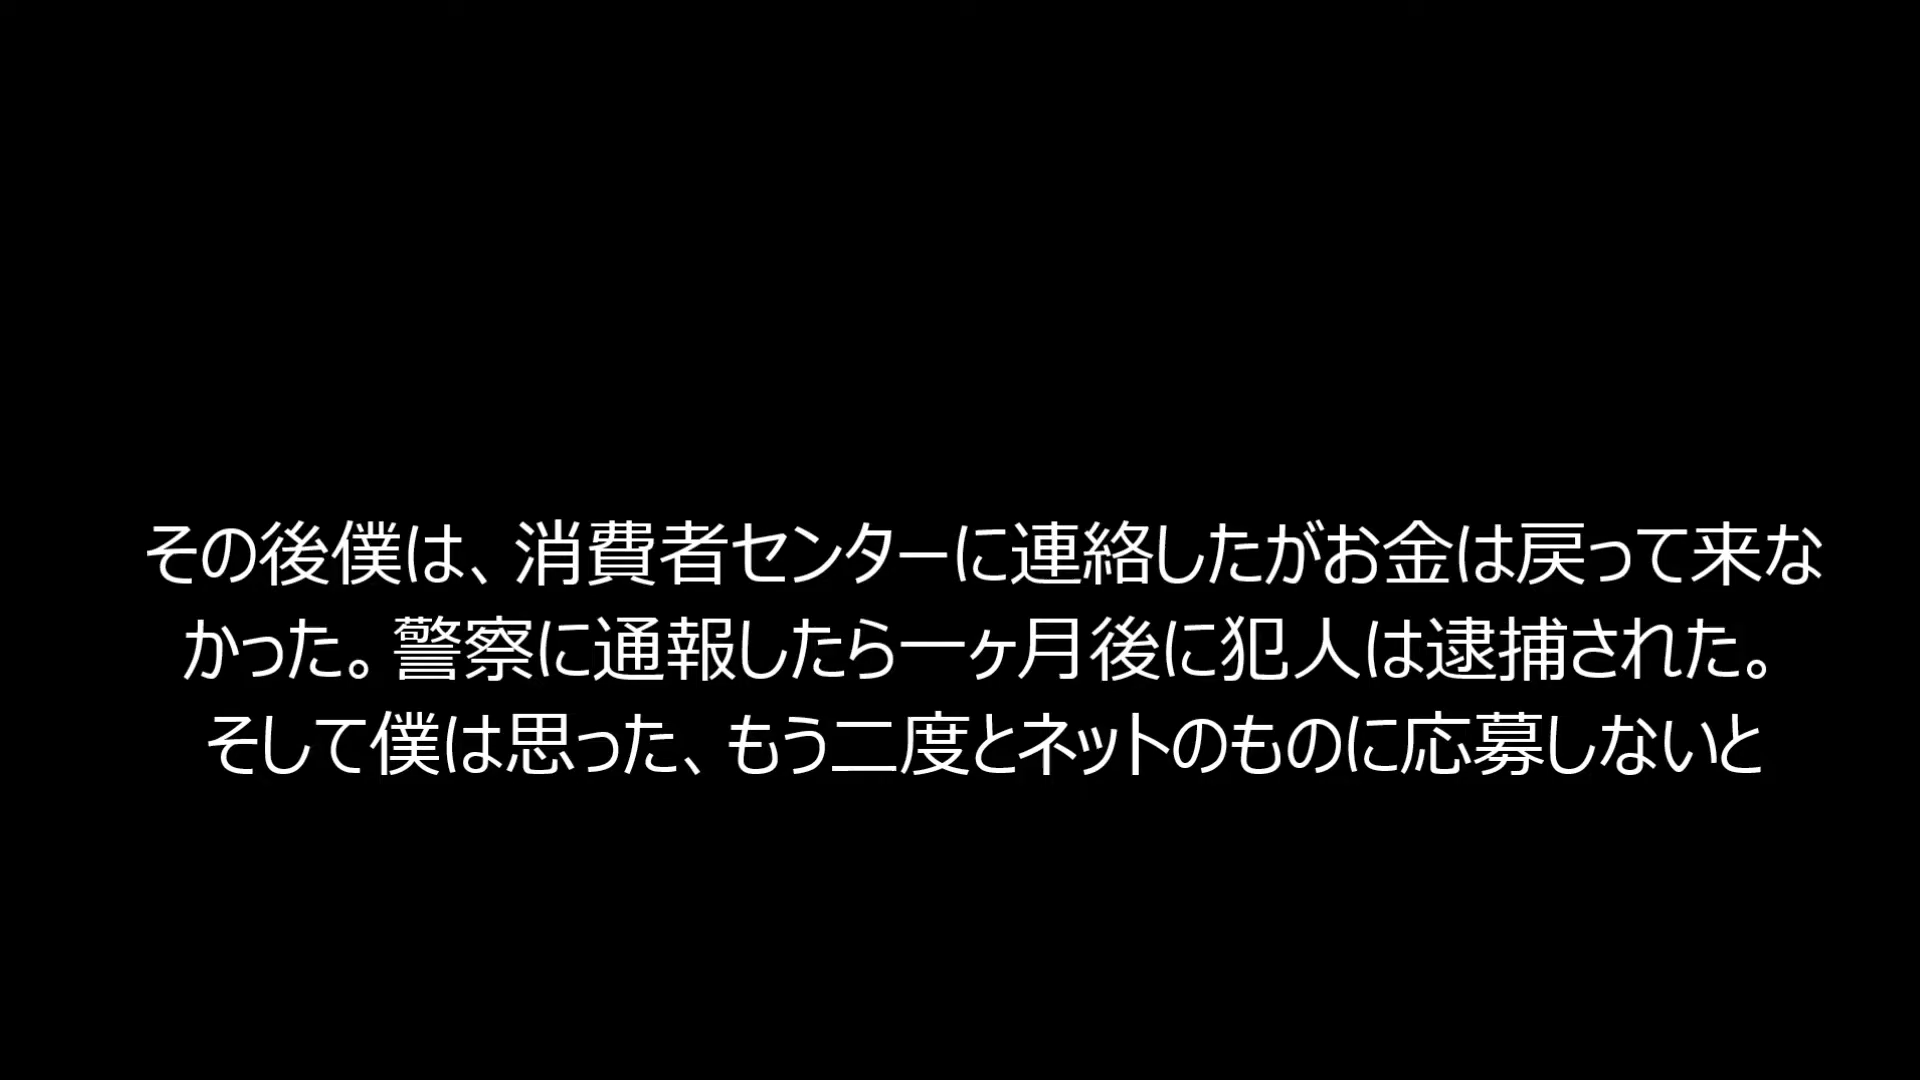 その後僕は、消費者センターに連絡したがお金は戻って来な
かった。警察に通報したら一ヶ月後に犯人は逮捕された。
そして僕は思った、もう二度とネットのものに応募しないと